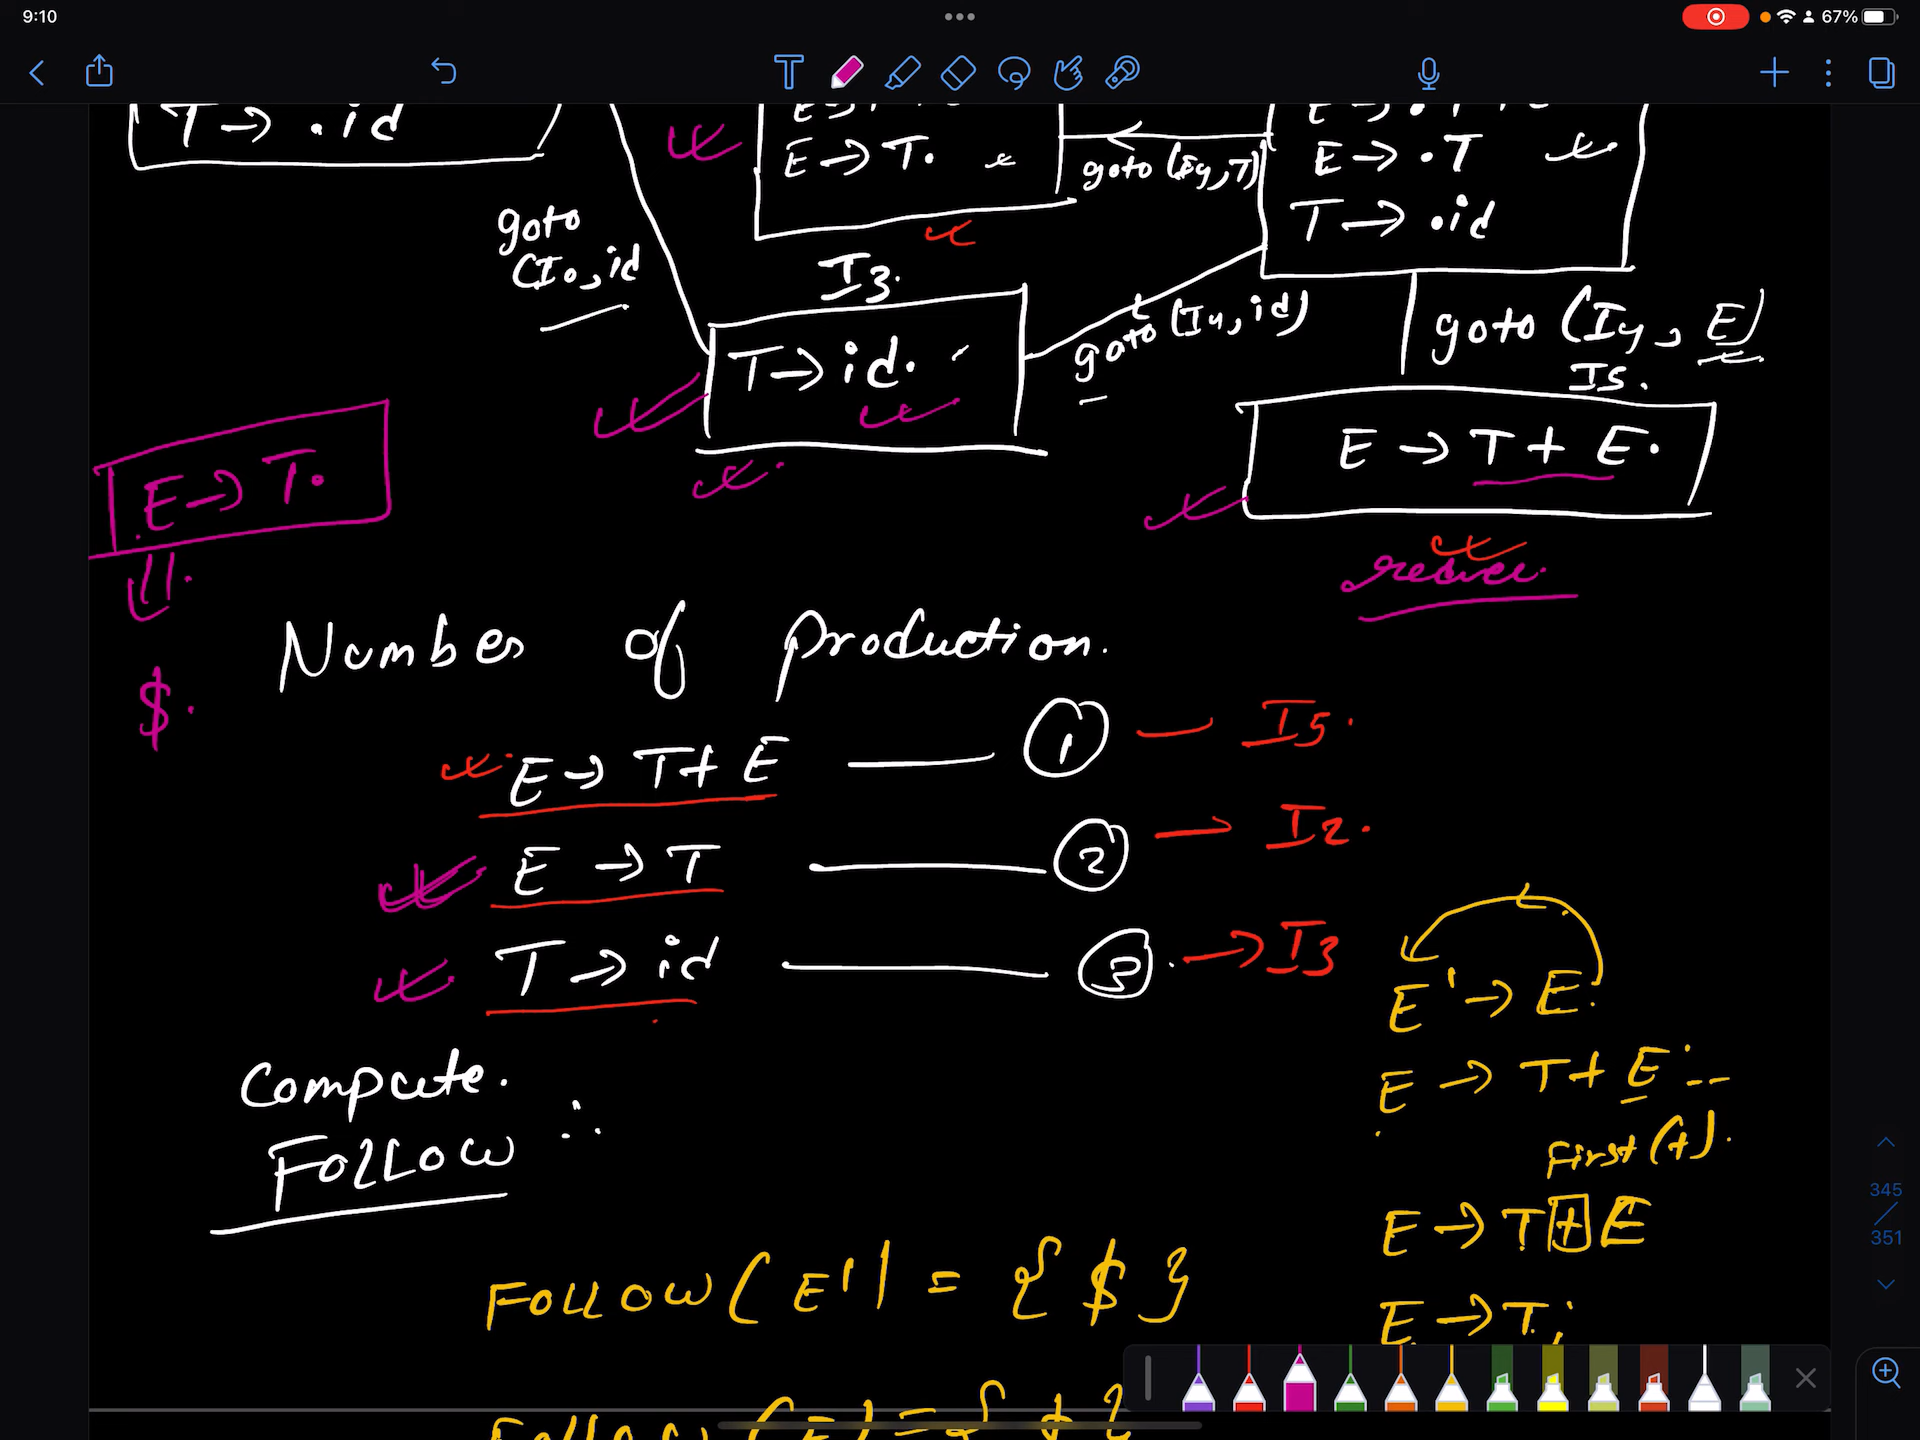 9:10
67%
T → .id
E → T.
goto (I4, T)
E → .T
T → .id
goto
(I0, id
I3.
T → id.
goto (I4, id)
goto (I4, E)
I5.
E → T + E.
E → T.
reduce.
$.
Number of production.
E → T + E — 1 — I5.
E → T — 2 → I2.
T → id — 3 → I3
E' → E.
E → T + E
First(+).
E → T + E
E → T
Compute.
FOLLOW :
FOLLOW (E') = { $ }
Follow (E) = { $ }
345
351